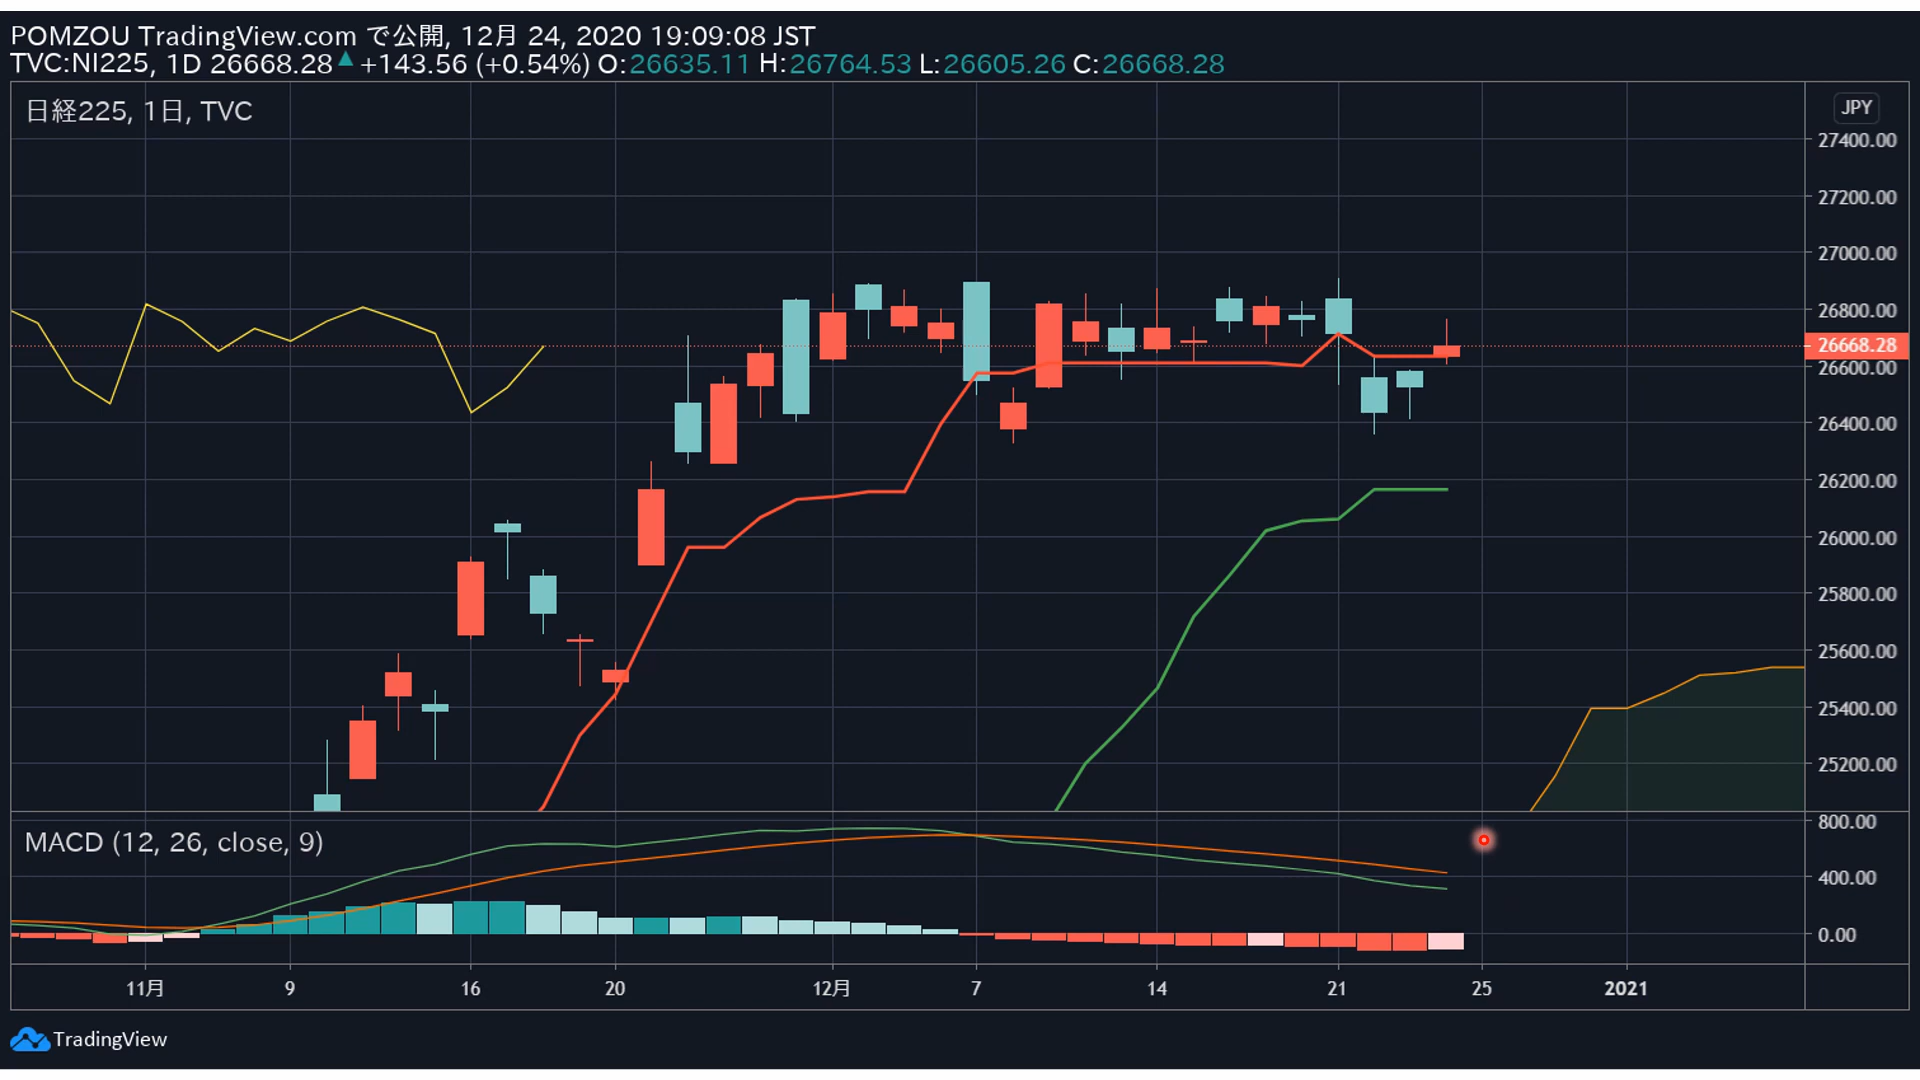 POMZOU TradingView.com で公開, 12月 24, 2020 19:09:08 JST
TVC:NI225, 1D 26668.28▲+143.56 (+0.54%) O:26635.11 H:26764.53 L:26605.26 C:26668.28
日経225, 1日, TVC
JPY
27400.00
27200.00
27000.00
26800.00
26668.28
26600.00
26400.00
26200.00
26000.00
25800.00
25600.00
25400.00
25200.00
MACD (12, 26, close, 9)
800.00
400.00
0.00
11月 9 16 20 12月 7 14 21 25 2021
TradingView